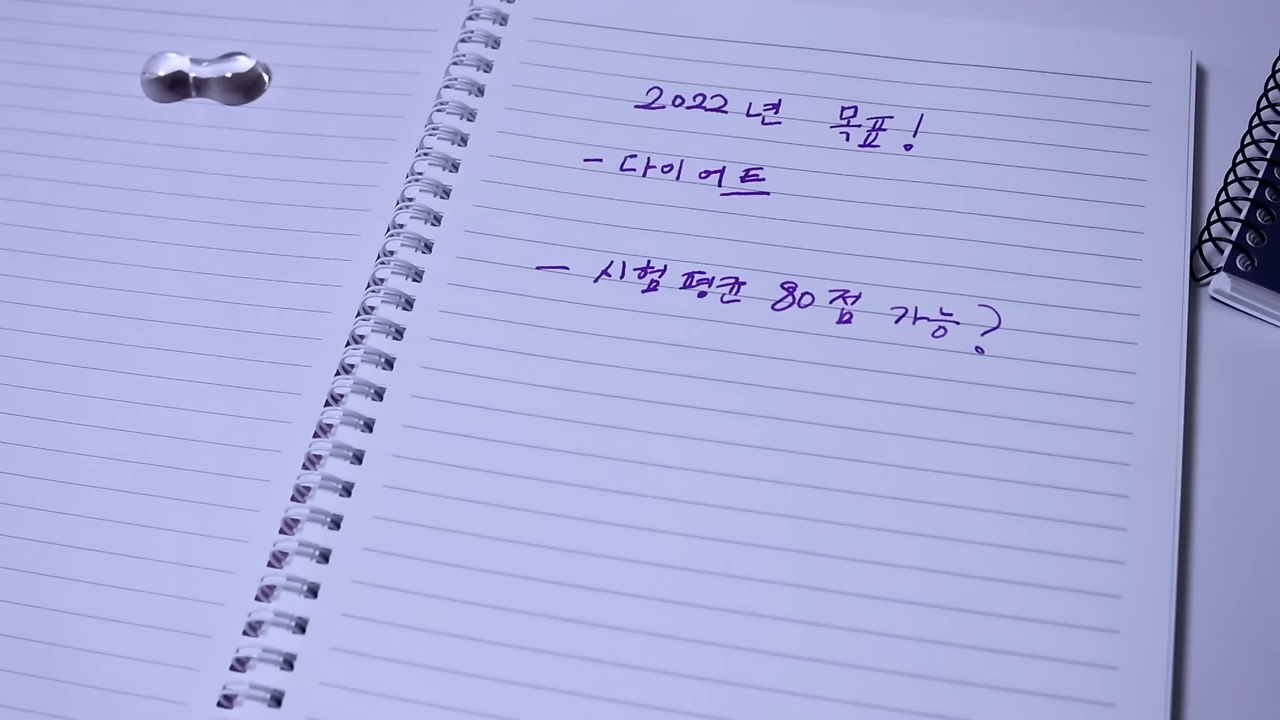 2022년 목표!
- 다이어트
- 시험 평균 80점 가능?